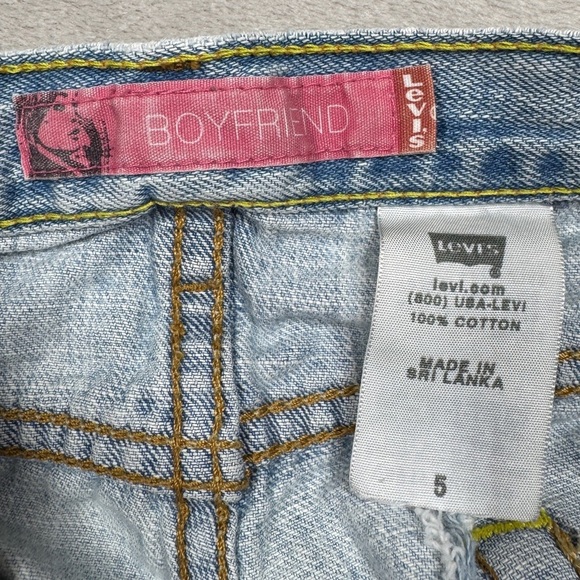 BOYFRIEND
Levi's
LEVI'S
levi.com
(800) USA-LEVI
100% COTTON
MADE IN
SRI LANKA
5